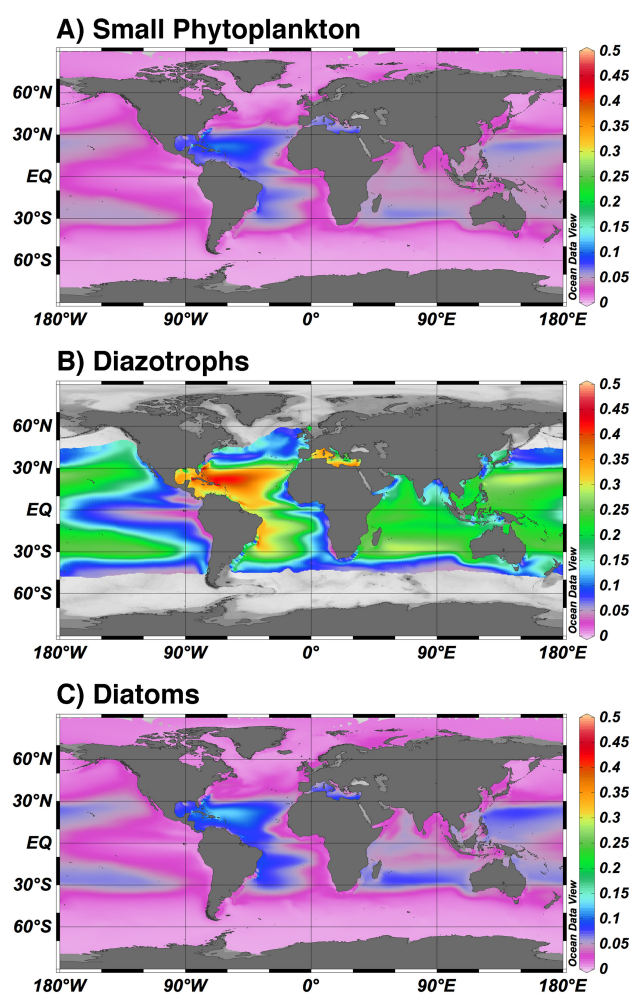 A) Small Phytoplankton
60°N
30°N
EQ
30°S
60°S
180°W 90°W 0° 90°E 180°E
Ocean Data View
0.5
0.45
0.4
0.35
0.3
0.25
0.2
0.15
0.1
0.05
0
B) Diazotrophs
60°N
30°N
EQ
30°S
60°S
180°W 90°W 0° 90°E 180°E
Ocean Data View
0.5
0.45
0.4
0.35
0.3
0.25
0.2
0.15
0.1
0.05
0
C) Diatoms
60°N
30°N
EQ
30°S
60°S
180°W 90°W 0° 90°E 180°E
Ocean Data View
0.5
0.45
0.4
0.35
0.3
0.25
0.2
0.15
0.1
0.05
0